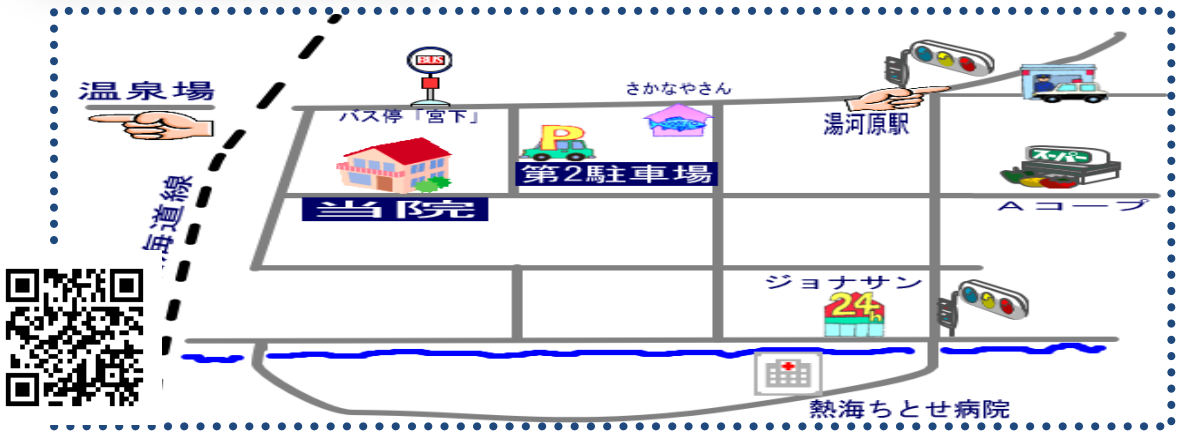 BUS
温泉場
さかなやさん
バス停「宮下」
湯河原駅
P
スーパー
第2駐車場
当院
Aコープ
海道線
ジョナサン
24h
熱海ちとせ病院